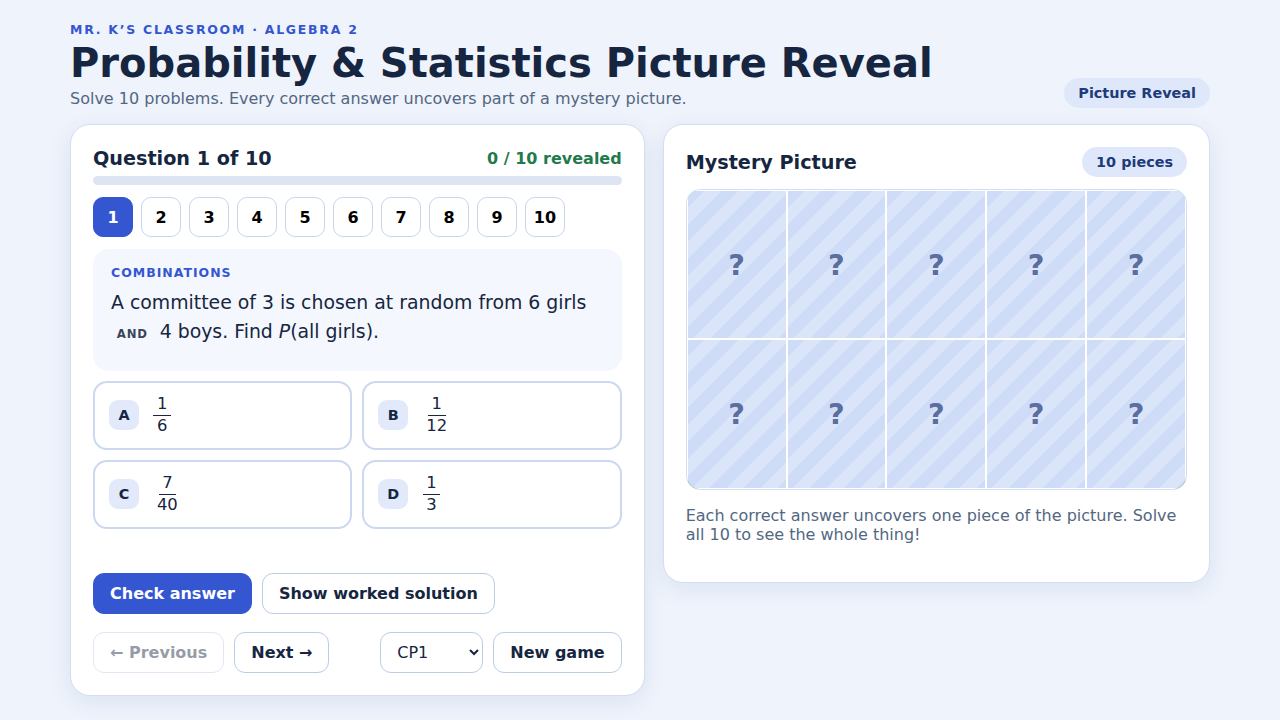 MR. K’S CLASSROOM · ALGEBRA 2
Probability & Statistics Picture Reveal
Solve 10 problems. Every correct answer uncovers part of a mystery picture.
Picture Reveal
Question 1 of 10
0 / 10 revealed
1 2 3 4 5 6 7 8 9 10
COMBINATIONS
A committee of 3 is chosen at random from 6 girls
AND 4 boys. Find P(all girls).
A 1/6
B 1/12
C 7/40
D 1/3
Check answer
Show worked solution
← Previous
Next →
CP1
New game
Mystery Picture
10 pieces
? ? ? ? ?
? ? ? ? ?
Each correct answer uncovers one piece of the picture. Solve
all 10 to see the whole thing!